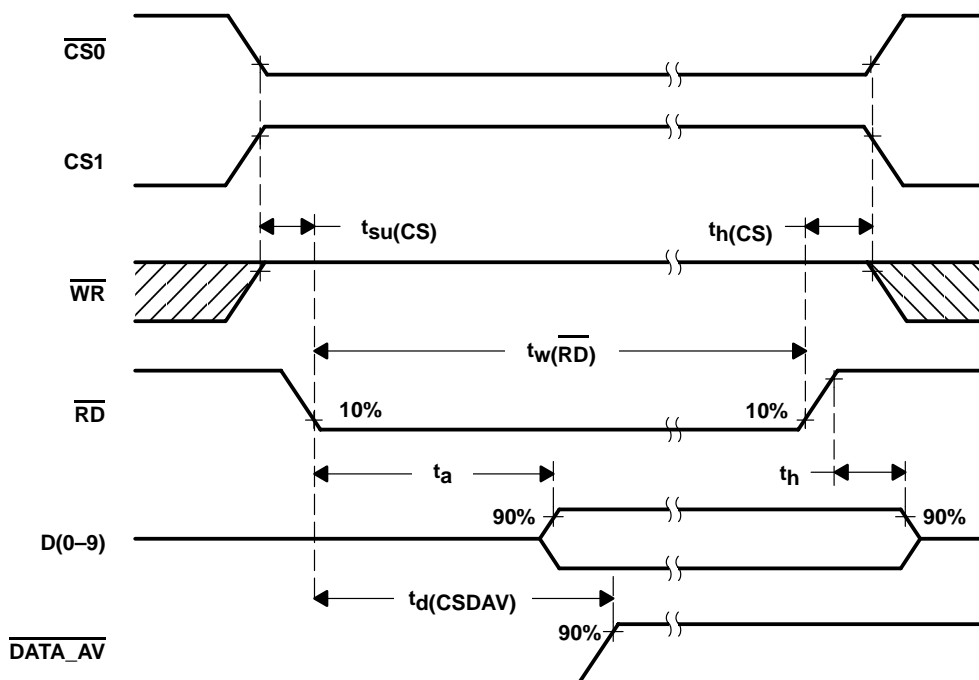 CS0
CS1
tsu(CS)
th(CS)
WR
tw(RD)
RD
10%
10%
ta
th
90%
90%
D(0–9)
td(CSDAV)
90%
DATA_AV